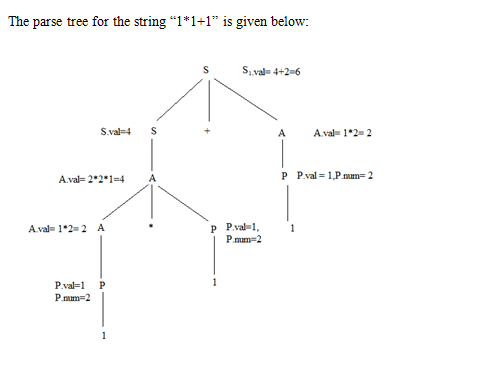 The parse tree for the string “1*1+1” is given below:
S S₁.val= 4+2=6
S.val=4 S + A A.val= 1*2= 2
A.val= 2*2*1=4 A P P.val = 1,P.num= 2
A.val= 1*2= 2 A * P P.val=1, 1
P.num=2
P.val=1 P 1
P.num=2
1